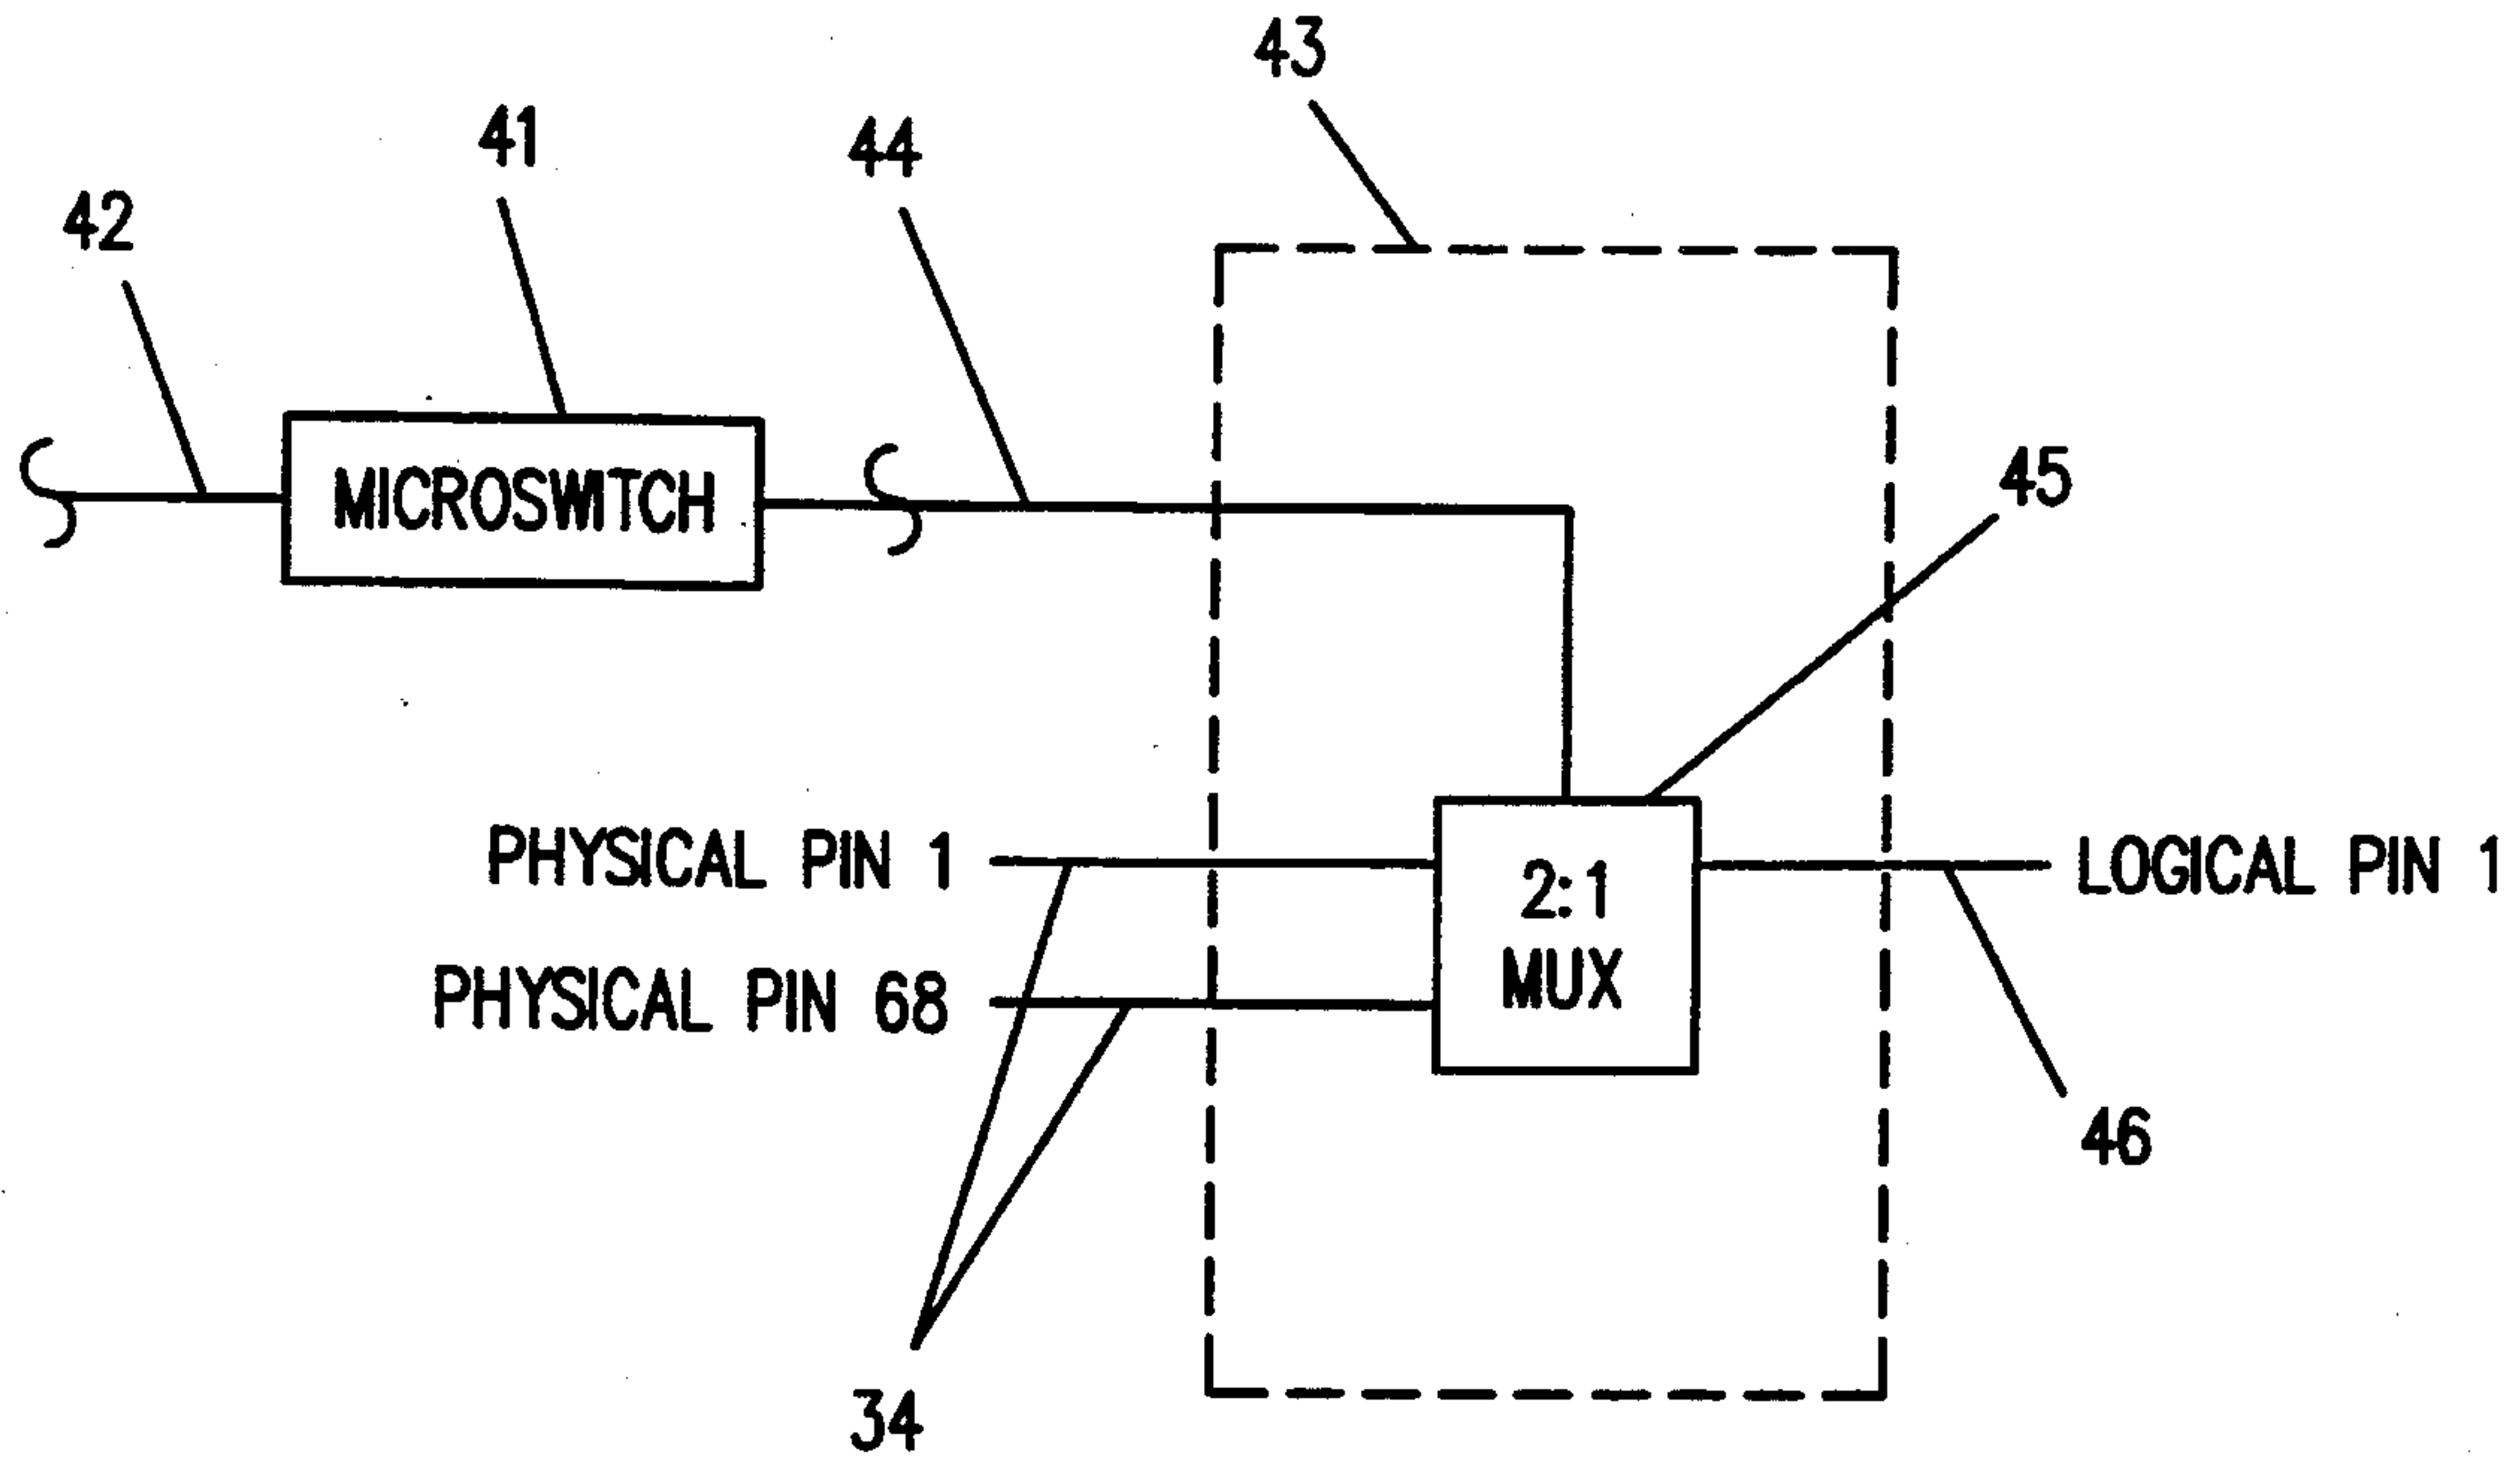 43
41
44
42
MICROSWITCH
45
PHYSICAL PIN 1
2:1
MUX
LOGICAL PIN 1
PHYSICAL PIN 68
46
34